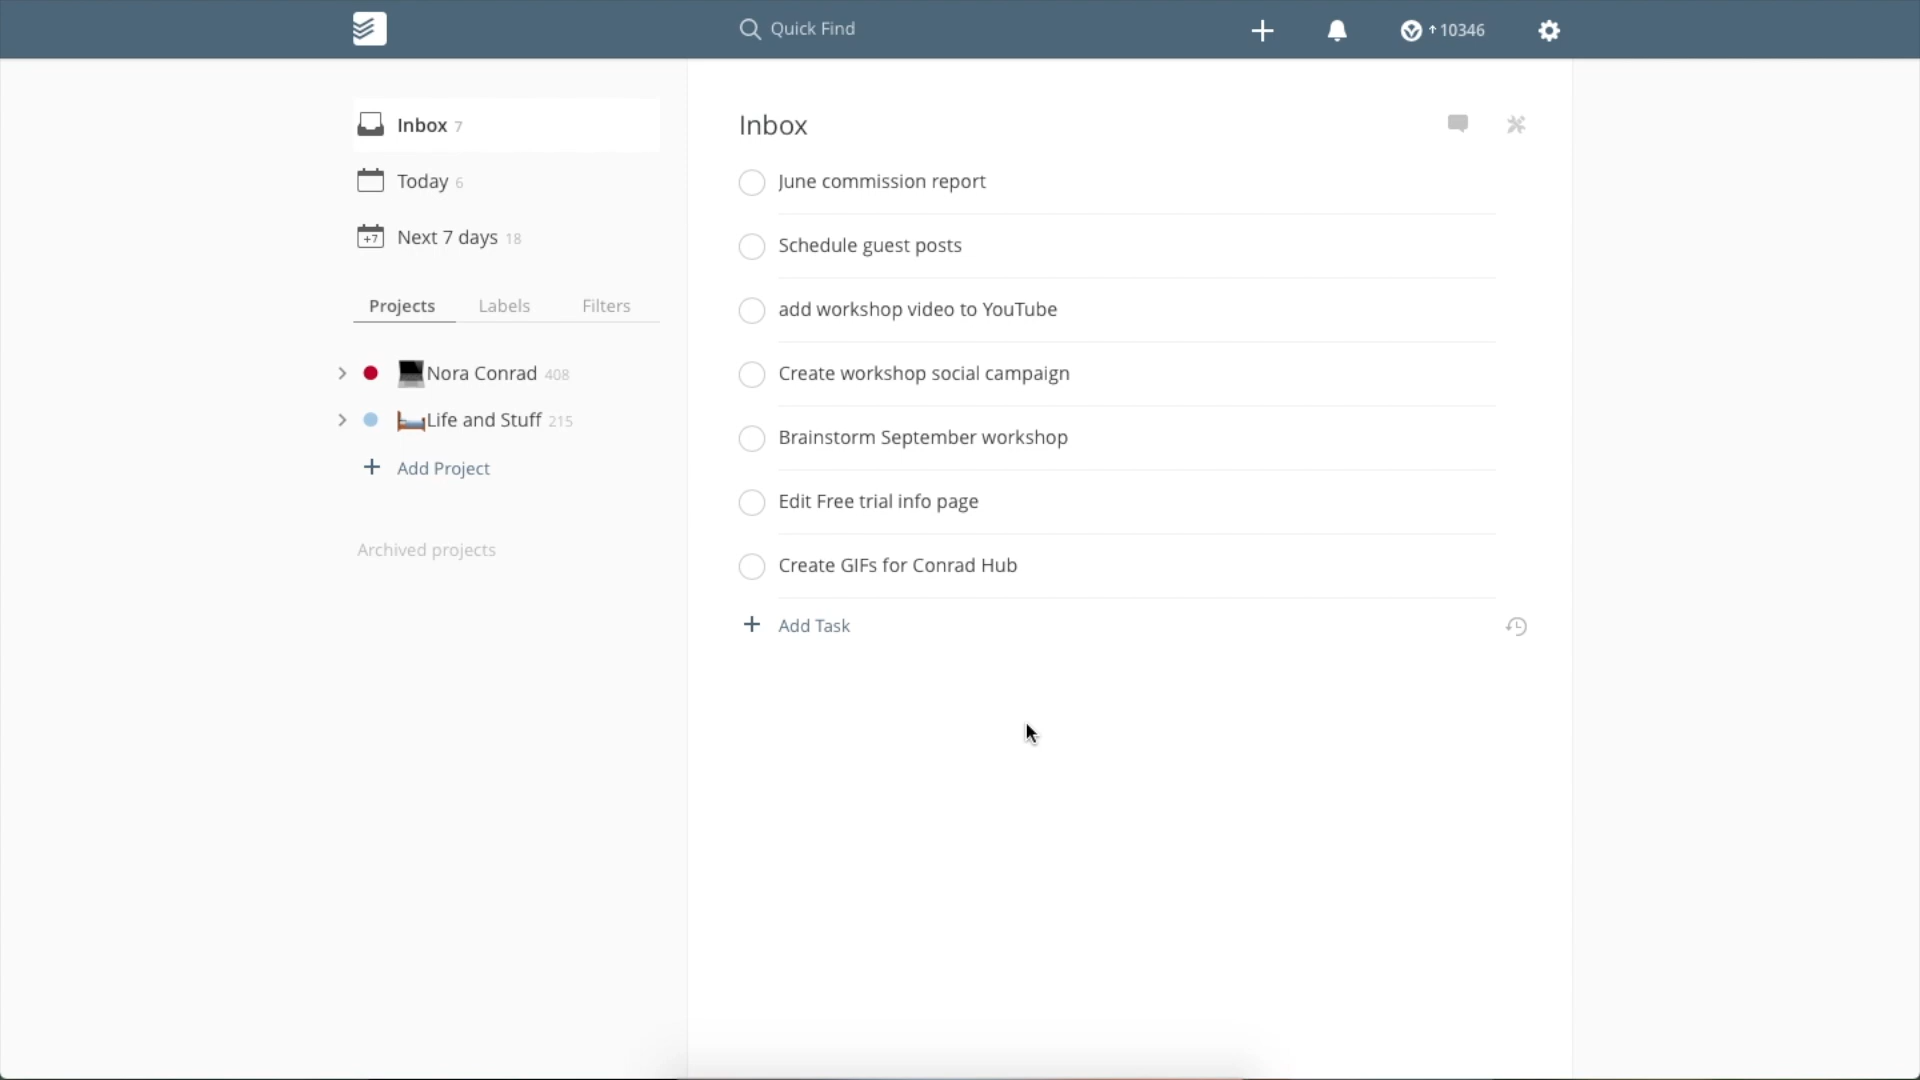 Quick Find
↑10346
Inbox 7
Today 6
+7 Next 7 days 18
Projects Labels Filters
Nora Conrad 408
Life and Stuff 215
+ Add Project
Archived projects
Inbox
June commission report
Schedule guest posts
add workshop video to YouTube
Create workshop social campaign
Brainstorm September workshop
Edit Free trial info page
Create GIFs for Conrad Hub
+ Add Task